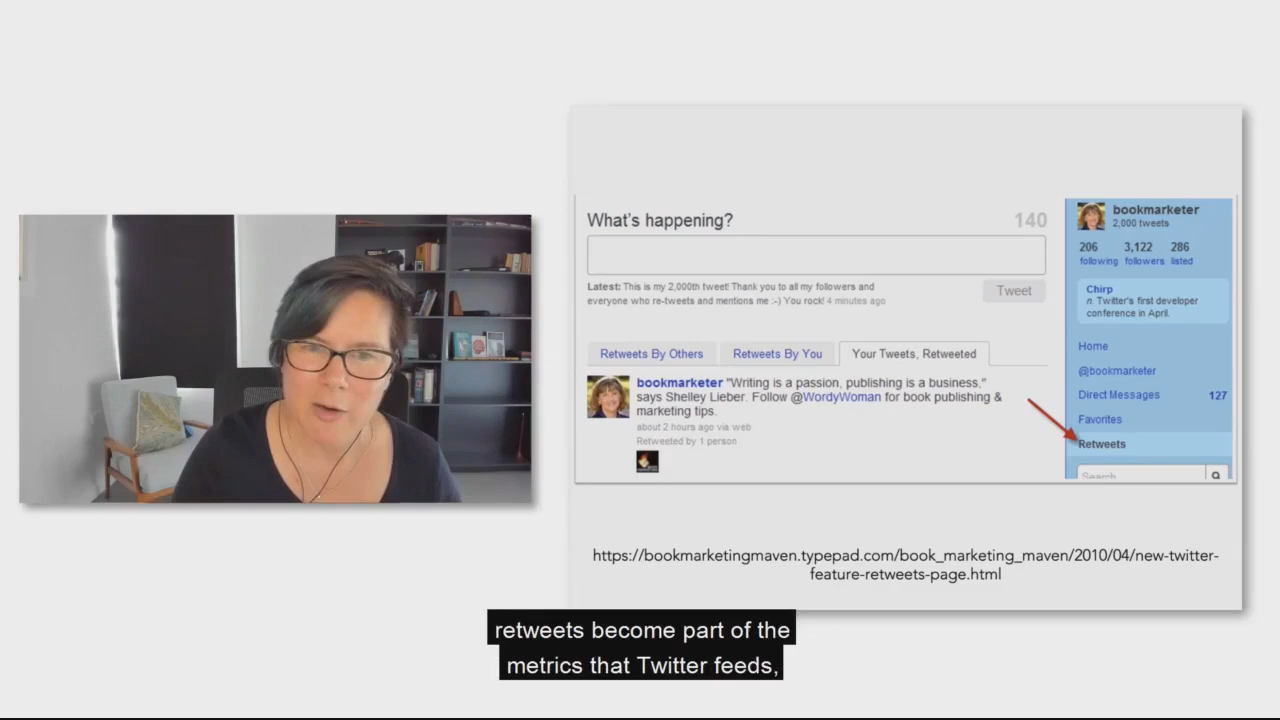 What's happening?
140
Latest: This is my 2,000th tweet! Thank you to all my followers and
everyone who re-tweets and mentions me :-) You rock! 4 minutes ago
Tweet
Retweets By Others
Retweets By You
Your Tweets, Retweeted
bookmarketer "Writing is a passion, publishing is a business,"
says Shelley Lieber. Follow @WordyWoman for book publishing &
marketing tips.
about 2 hours ago via web
Retweeted by 1 person
bookmarketer
2,000 tweets
206 3,122 286
following followers listed
Chirp
n. Twitter's first developer
conference in April.
Home
@bookmarketer
Direct Messages 127
Favorites
Retweets
Search
https://bookmarketingmaven.typepad.com/book_marketing_maven/2010/04/new-twitter-
feature-retweets-page.html
retweets become part of the
metrics that Twitter feeds,